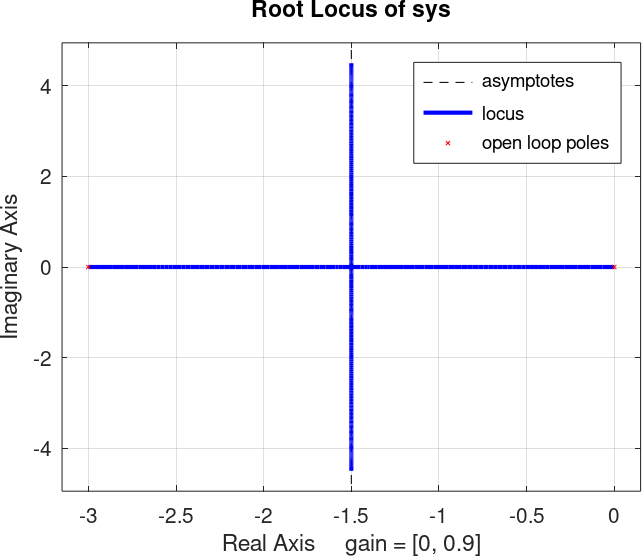 Root Locus of sys
asymptotes
locus
open loop poles
Imaginary Axis
4
2
0
-2
-4
-3 -2.5 -2 -1.5 -1 -0.5 0
Real Axis gain = [0, 0.9]